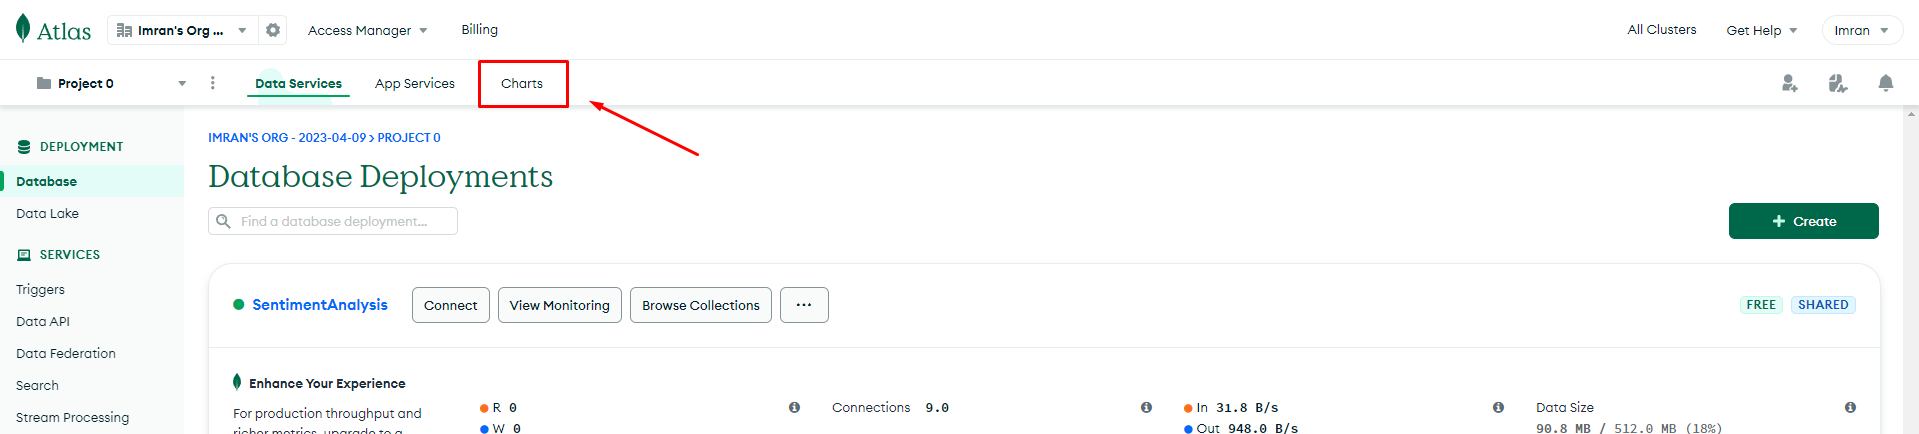 Atlas Imran's Org ... Access Manager Billing All Clusters Get Help Imran
Project 0 Data Services App Services Charts
DEPLOYMENT
Database
Data Lake
SERVICES
Triggers
Data API
Data Federation
Search
Stream Processing
IMRAN'S ORG - 2023-04-09 > PROJECT 0
Database Deployments
Find a database deployment...
+ Create
SentimentAnalysis Connect View Monitoring Browse Collections ... FREE SHARED
Enhance Your Experience
For production throughput and
richer metrics, upgrade to a
R 0
W 0
Connections 9.0
In 31.8 B/s
Out 948.0 B/s
Data Size
90.8 MB / 512.0 MB (18%)